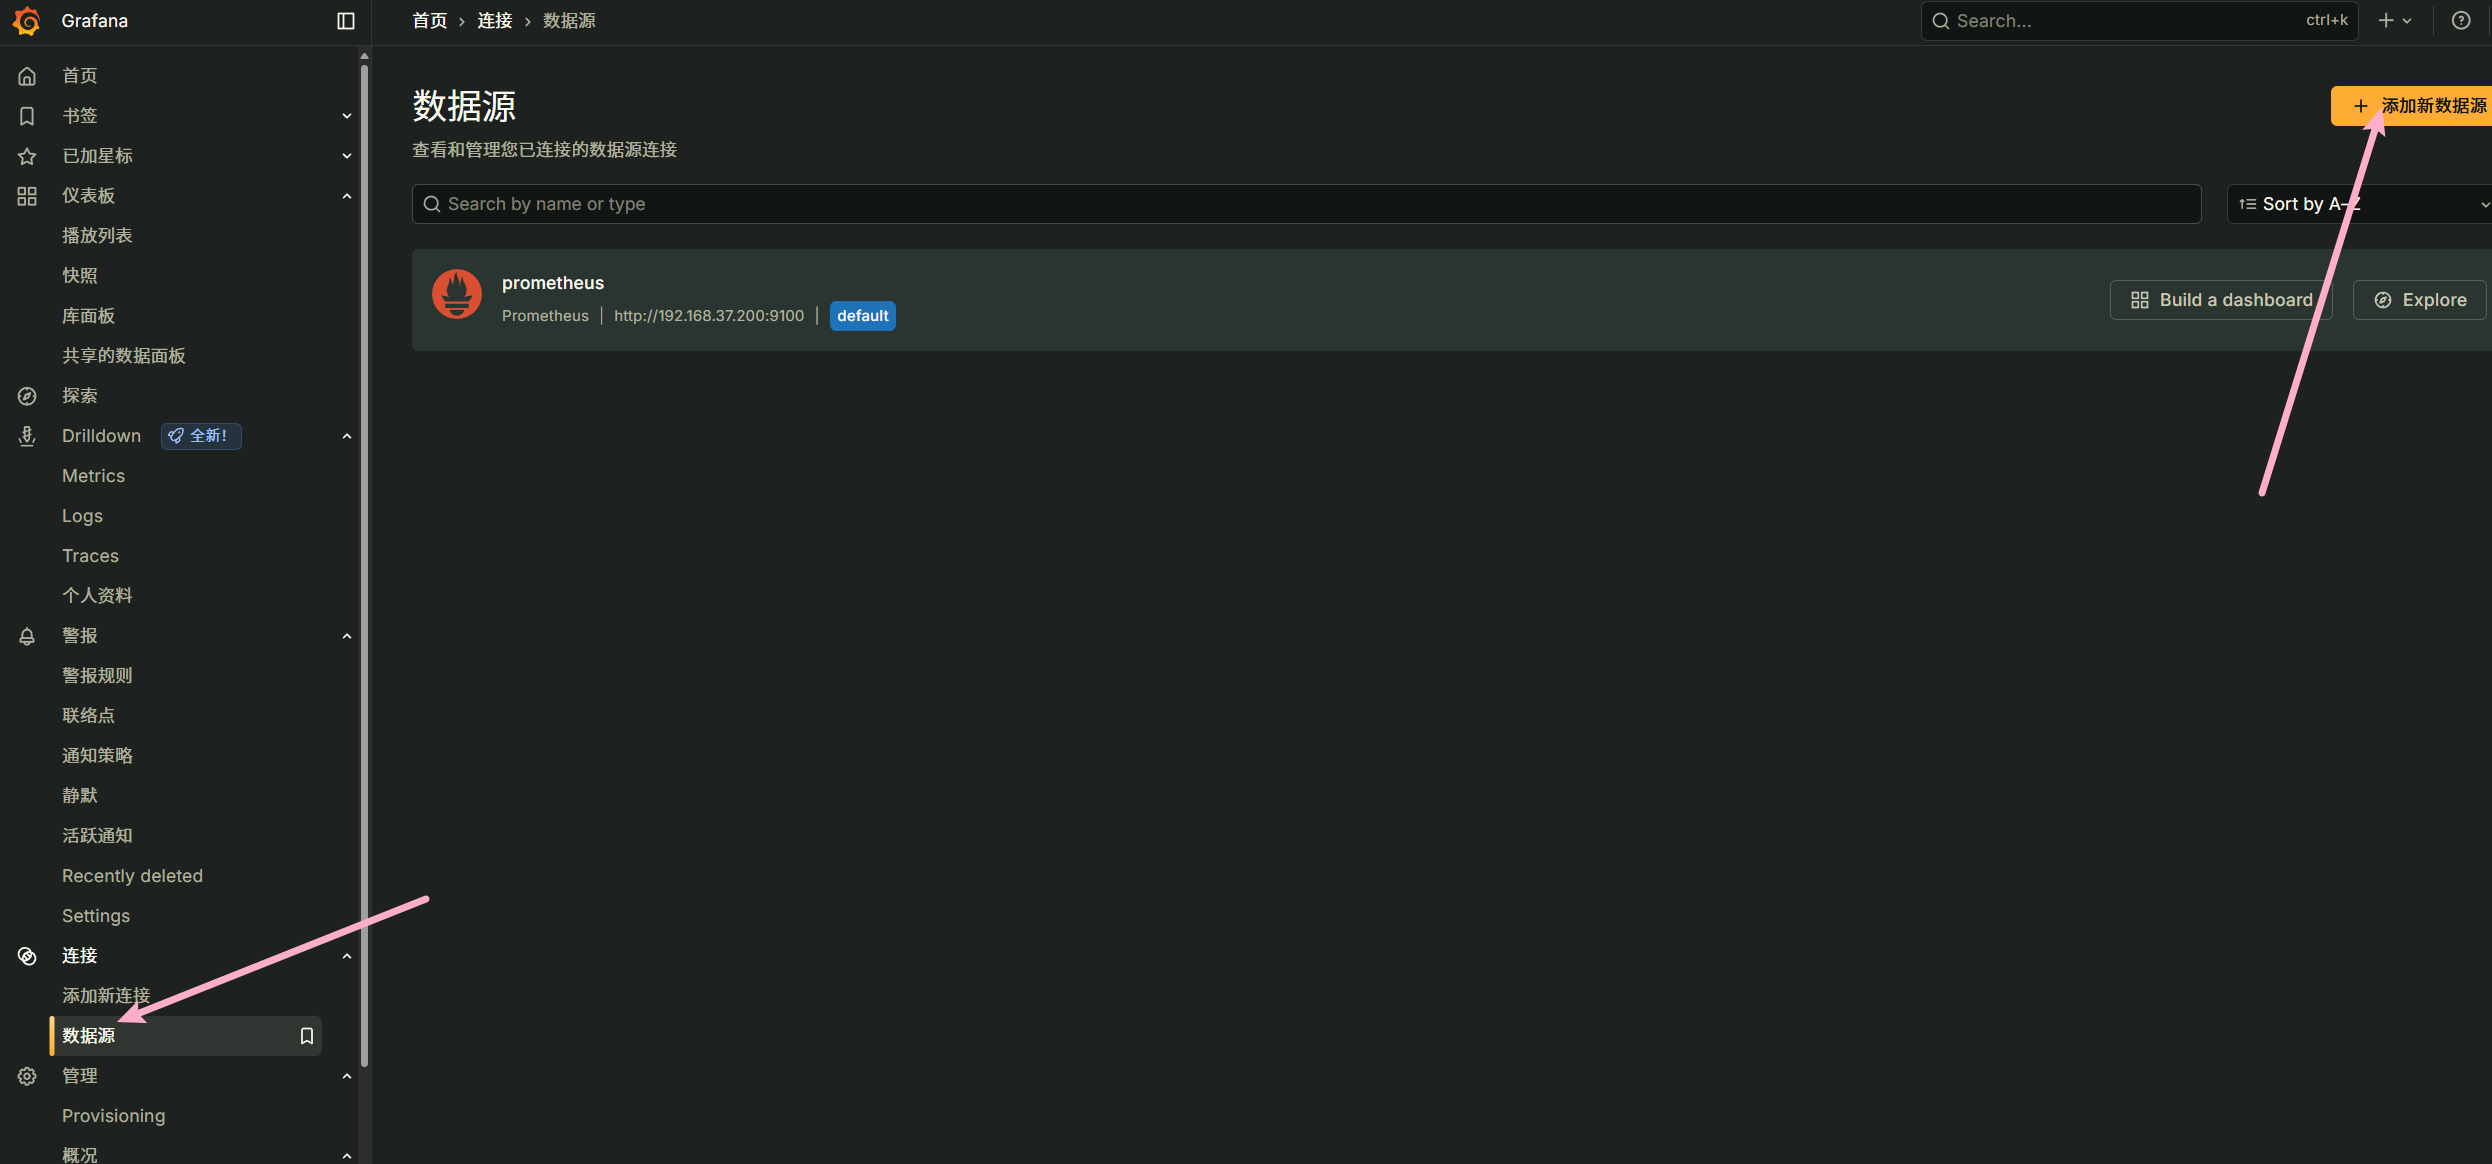 Grafana
首页 › 连接 › 数据源
Search...
ctrl+k
首页
书签
已加星标
仪表板
播放列表
快照
库面板
共享的数据面板
探索
Drilldown
全新!
Metrics
Logs
Traces
个人资料
警报
警报规则
联络点
通知策略
静默
活跃通知
Recently deleted
Settings
连接
添加新连接
数据源
管理
Provisioning
概况
数据源
添加新数据源
查看和管理您已连接的数据源连接
Search by name or type
Sort by A–Z
prometheus
Prometheus | http://192.168.37.200:9100 | default
Build a dashboard
Explore